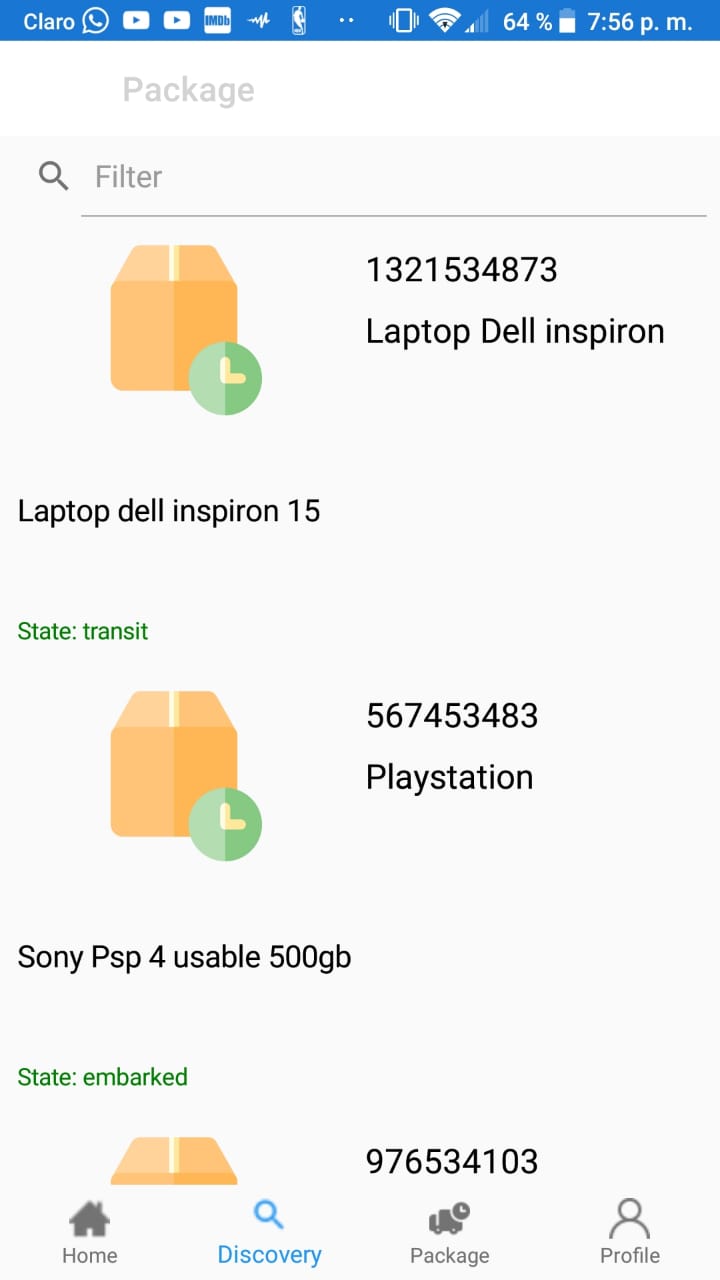 Claro 64 % 7:56 p. m.
IMDb
Package
Filter
1321534873
Laptop Dell inspiron
Laptop dell inspiron 15
State: transit
567453483
Playstation
Sony Psp 4 usable 500gb
State: embarked
976534103
Home Discovery Package Profile